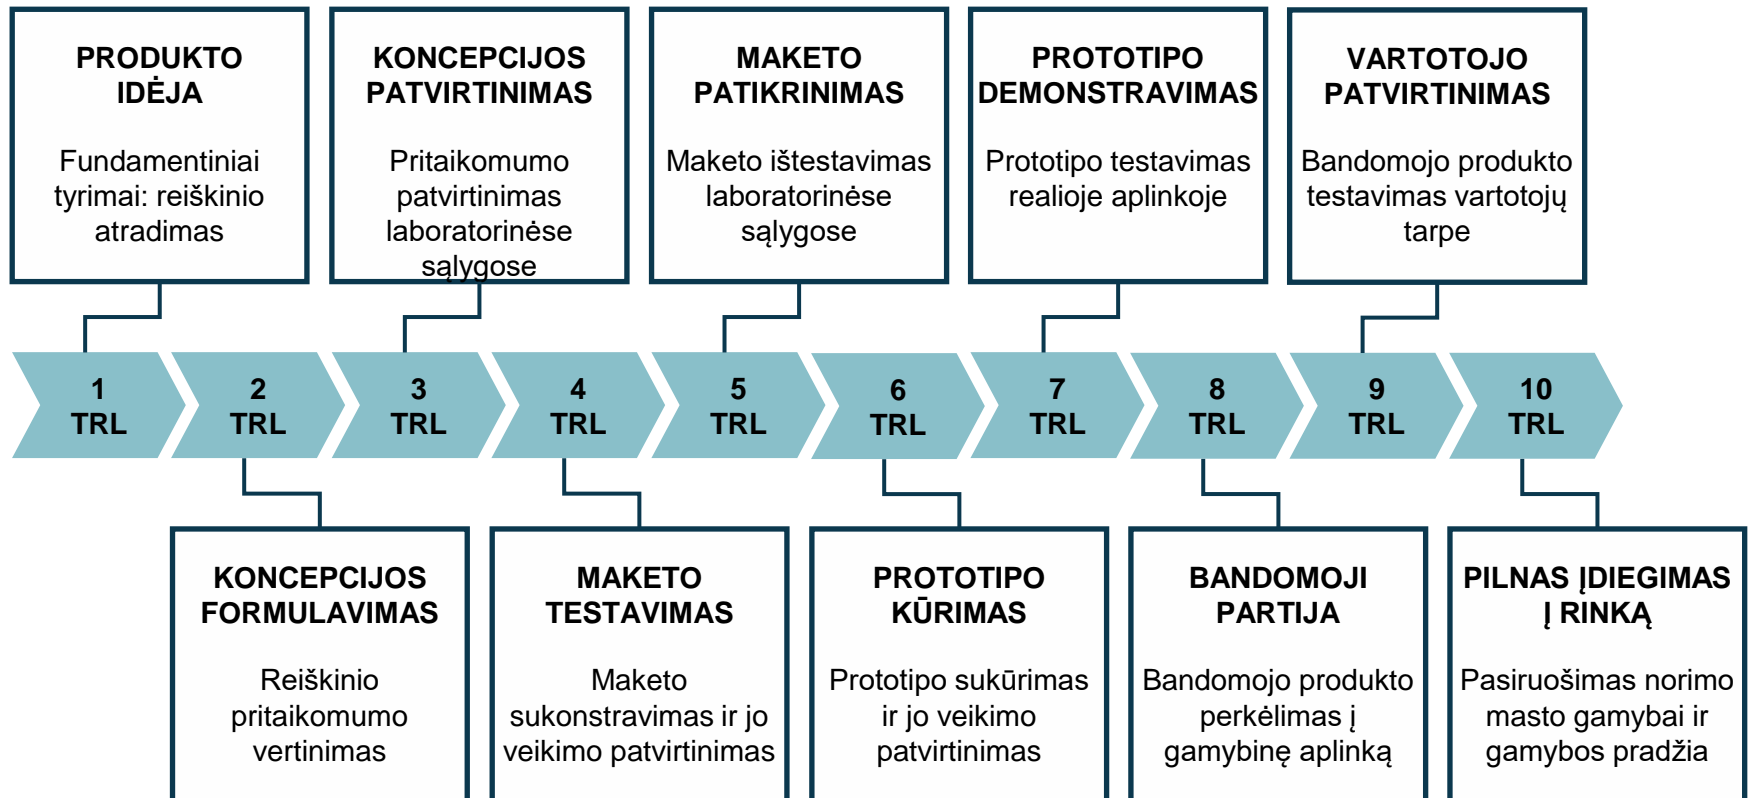 PRODUKTO
IDĖJA
Fundamentiniai
tyrimai: reiškinio
atradimas
KONCEPCIJOS
PATVIRTINIMAS
Pritaikomumo
patvirtinimas
laboratorinėse
sąlygose
MAKETO
PATIKRINIMAS
Maketo ištestavimas
laboratorinėse
sąlygose
PROTOTIPO
DEMONSTRAVIMAS
Prototipo testavimas
realioje aplinkoje
VARTOTOJO
PATVIRTINIMAS
Bandomojo produkto
testavimas vartotojų
tarpe
1
TRL
2
TRL
3
TRL
4
TRL
5
TRL
6
TRL
7
TRL
8
TRL
9
TRL
10
TRL
KONCEPCIJOS
FORMULAVIMAS
Reiškinio
pritaikomumo
vertinimas
MAKETO
TESTAVIMAS
Maketo
sukonstravimas ir jo
veikimo patvirtinimas
PROTOTIPO
KŪRIMAS
Prototipo sukūrimas
ir jo veikimo
patvirtinimas
BANDOMOJI
PARTIJA
Bandomojo produkto
perkėlimas į
gamybinę aplinką
PILNAS ĮDIEGIMAS
Į RINKĄ
Pasiruošimas norimo
masto gamybai ir
gamybos pradžia